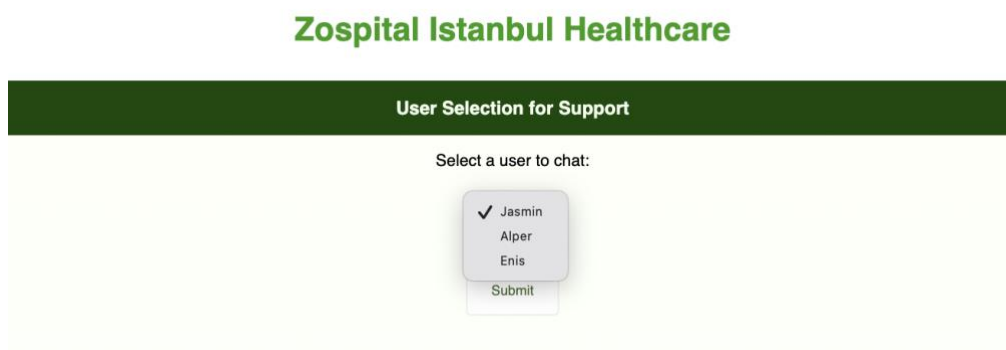 Zospital Istanbul Healthcare
User Selection for Support
Select a user to chat:
Jasmin
Alper
Enis
Submit